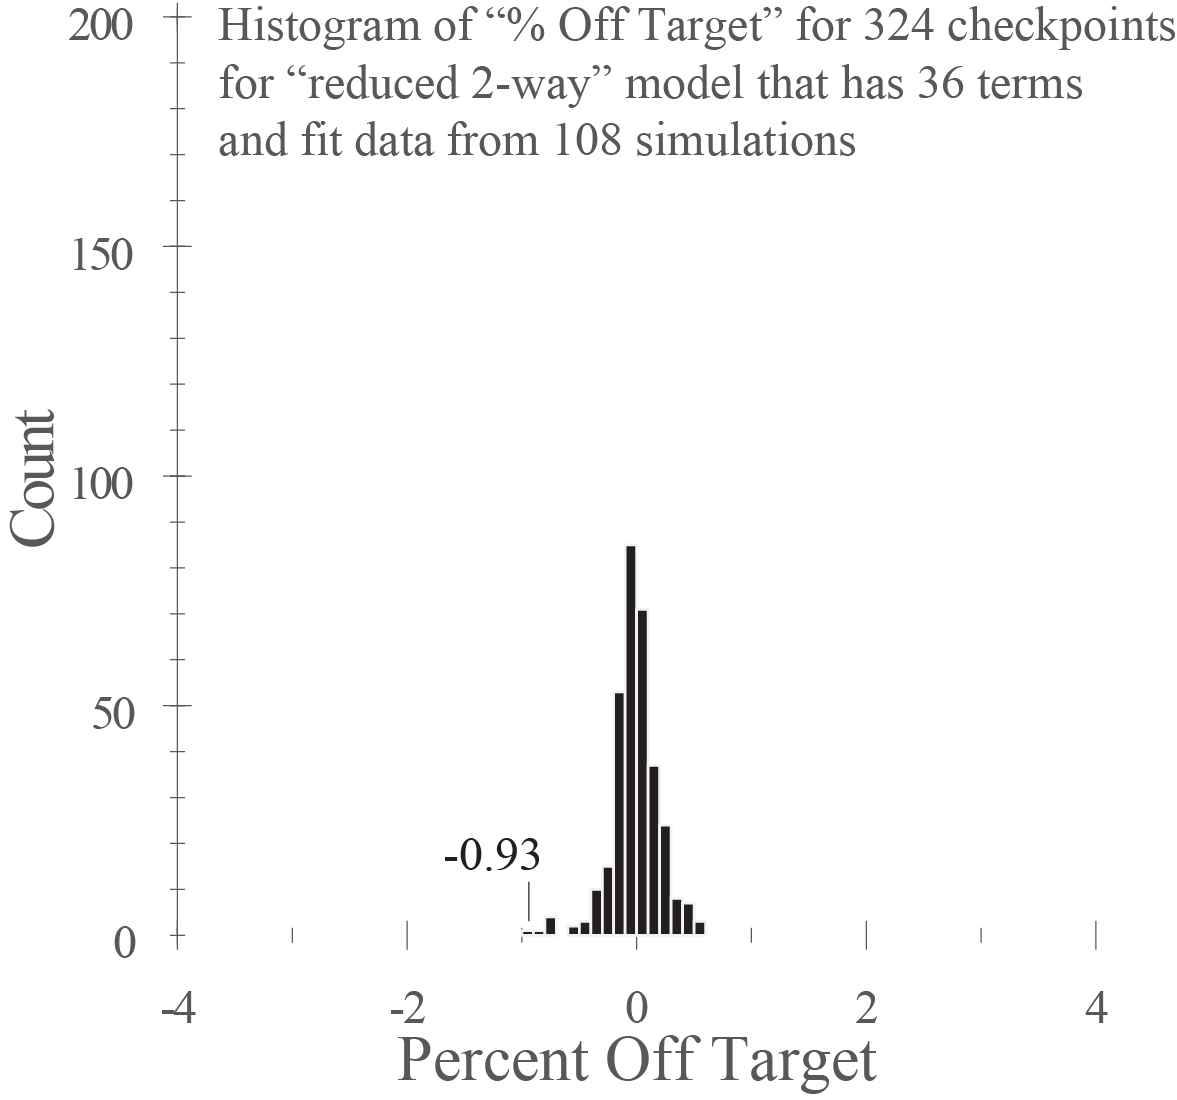 Histogram of “% Off Target” for 324 checkpoints
for “reduced 2-way” model that has 36 terms
and fit data from 108 simulations
200
150
100
50
0
Count
-0.93
-4
-2
0
2
4
Percent Off Target